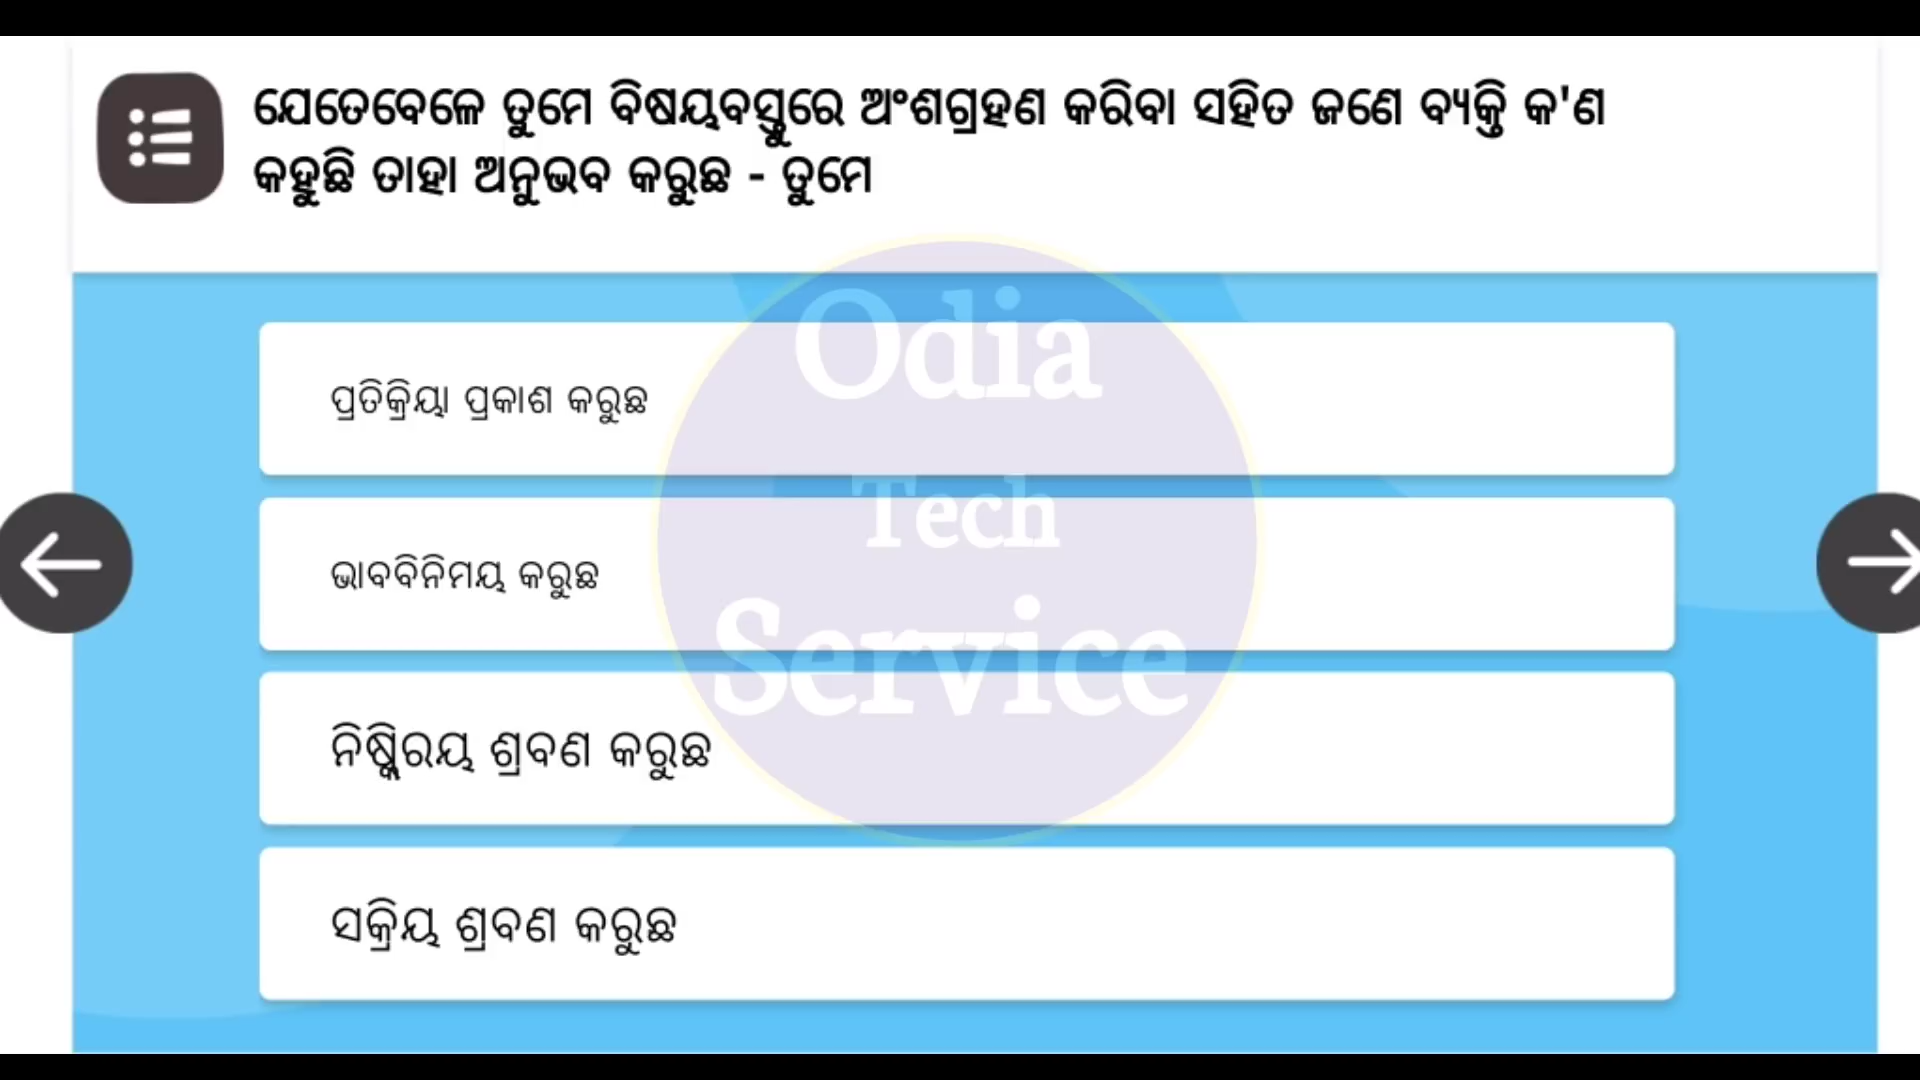 ଯେତେବେଳେ ତୁମେ ବିଷୟବସ୍ତୁରେ ଅଂଶଗ୍ରହଣ କରିବା ସହିତ ଜଣେ ବ୍ୟକ୍ତି କ'ଣ
କହୁଛି ତାହା ଅନୁଭବ କରୁଛ - ତୁମେ
ପ୍ରତିକ୍ରିୟା ପ୍ରକାଶ କରୁଛ
ଭାବବିନିମୟ କରୁଛ
ନିଷ୍କିରୟ ଶ୍ରବଣ କରୁଛ
ସକ୍ରିୟ ଶ୍ରବଣ କରୁଛ
Odia
Tech
Service